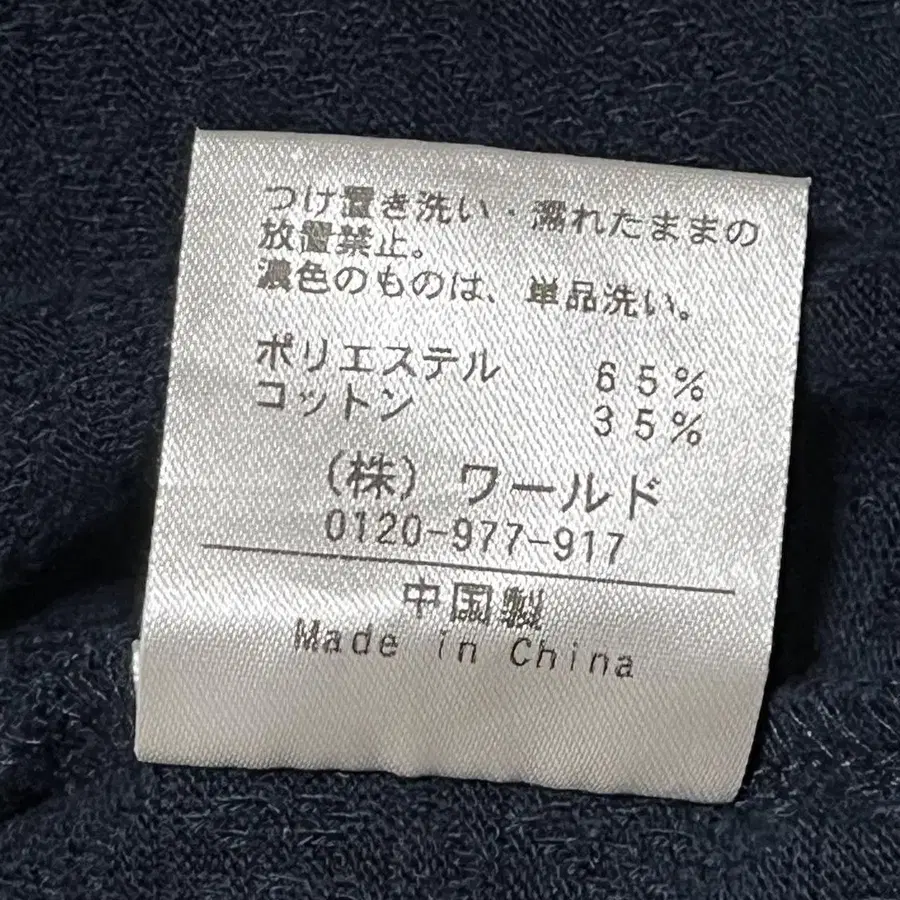 つけ置き洗い・濡れたままの
放置禁止。
濃色のものは、単品洗い。
ポリエステル 65%
コットン 35%
(株) ワールド
0120-977-917
中国製
Made in China